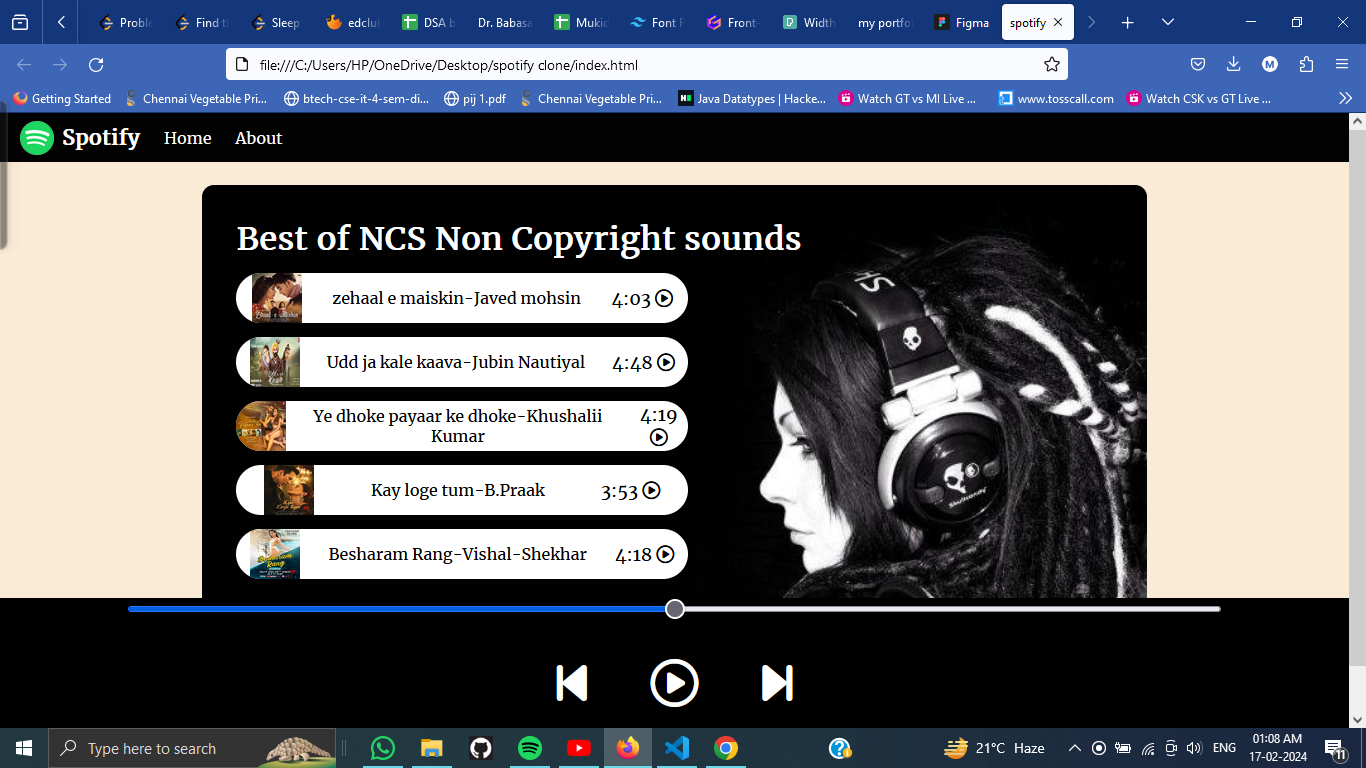 Proble
Find th
Sleep
edclub
DSA b
Dr. Babasa
Mukid
Font F
Front-
Width
my portfol
Figma
spotify
file:///C:/Users/HP/OneDrive/Desktop/spotify clone/index.html
M
Getting Started
Chennai Vegetable Pri...
btech-cse-it-4-sem-di...
pij 1.pdf
Chennai Vegetable Pri...
Java Datatypes | Hacke...
Watch GT vs MI Live ...
www.tosscall.com
Watch CSK vs GT Live ...
Spotify Home About
Best of NCS Non Copyright sounds
zehaal e maiskin-Javed mohsin 4:03
Udd ja kale kaava-Jubin Nautiyal 4:48
Ye dhoke payaar ke dhoke-Khushalii 4:19
Kumar
Kay loge tum-B.Praak 3:53
Besharam Rang-Vishal-Shekhar 4:18
Skullcandy
Type here to search
21°C Haze
ENG
01:08 AM
17-02-2024
11